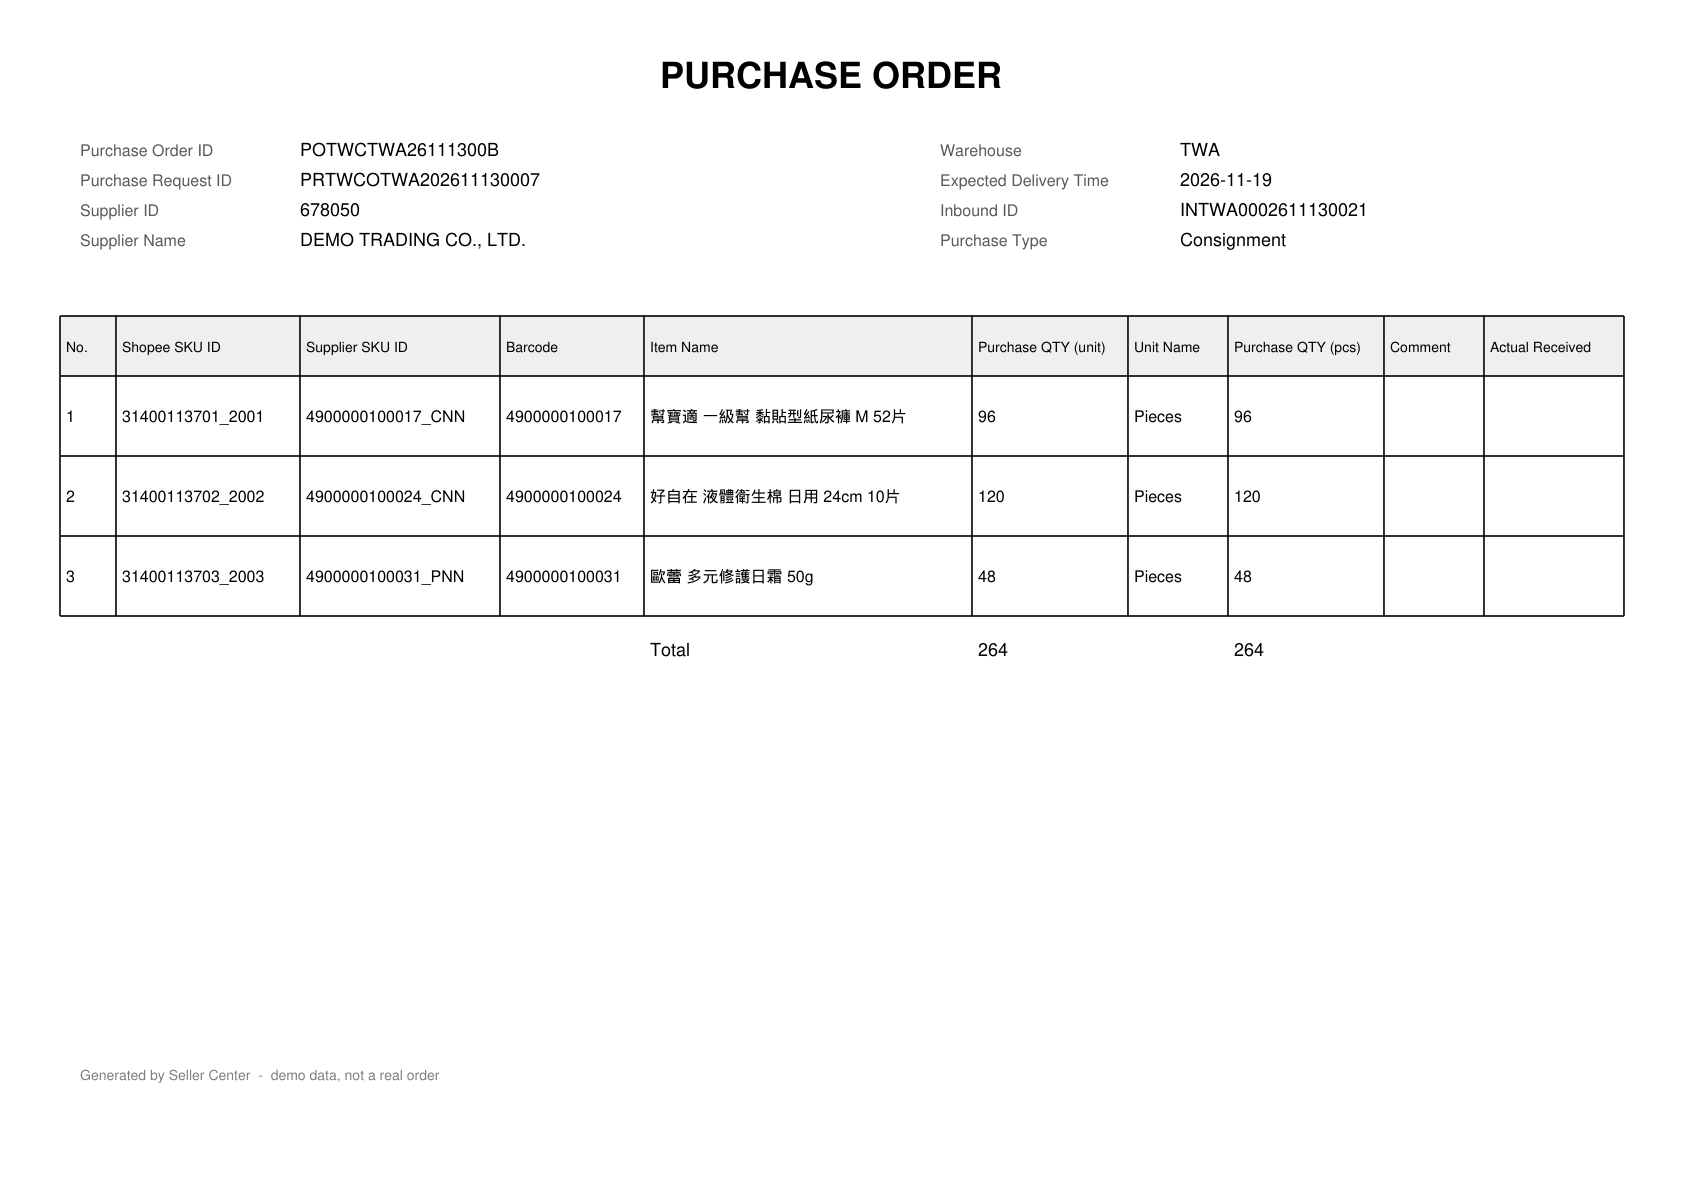 PURCHASE ORDER
Purchase Order ID POTWCTWA26111300B Warehouse TWA
Purchase Request ID PRTWCOTWA202611130007 Expected Delivery Time 2026-11-19
Supplier ID 678050 Inbound ID INTWA0002611130021
Supplier Name DEMO TRADING CO., LTD. Purchase Type Consignment
No. Shopee SKU ID Supplier SKU ID Barcode Item Name Purchase QTY (unit) Unit Name Purchase QTY (pcs) Comment Actual Received
1 31400113701_2001 4900000100017_CNN 4900000100017 幫寶適 一級幫 黏貼型紙尿褲 M 52片 96 Pieces 96
2 31400113702_2002 4900000100024_CNN 4900000100024 好自在 液體衛生棉 日用 24cm 10片 120 Pieces 120
3 31400113703_2003 4900000100031_PNN 4900000100031 歐蕾 多元修護日霜 50g 48 Pieces 48
Total 264 264
Generated by Seller Center - demo data, not a real order